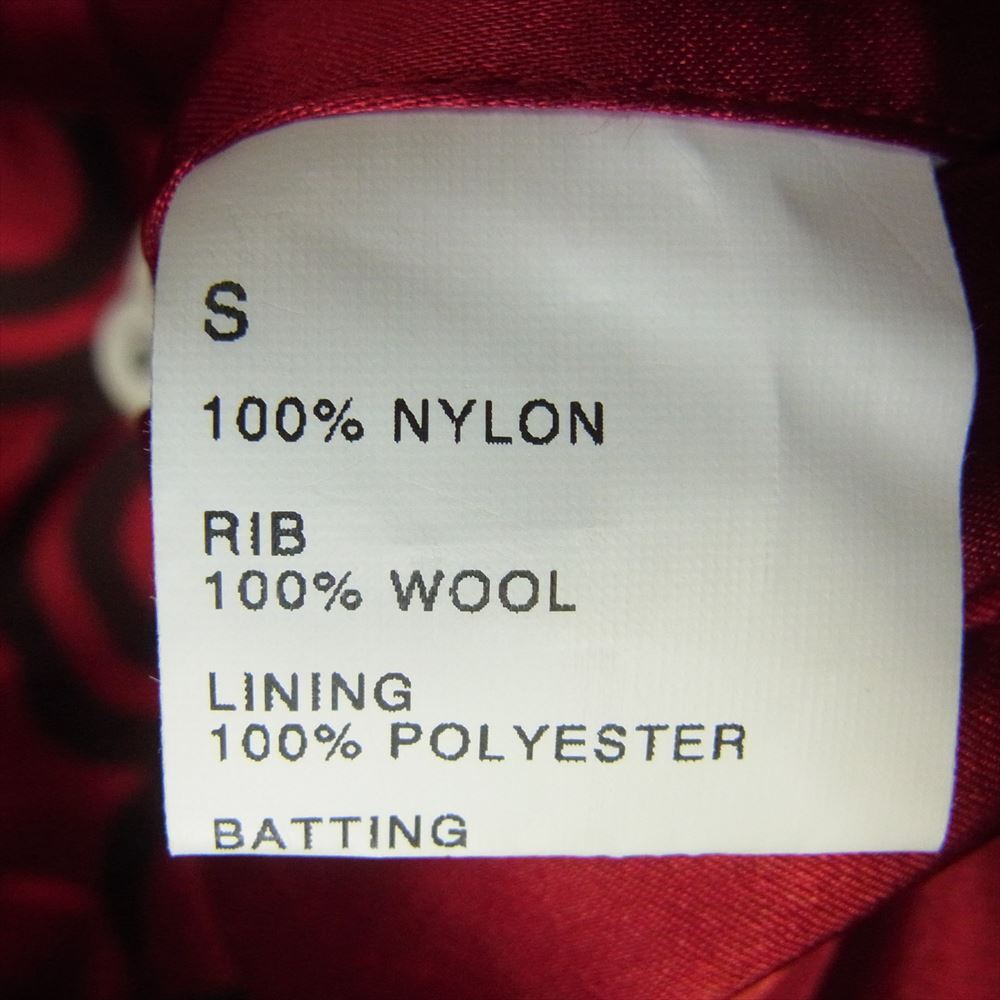 S
100% NYLON
RIB
100% WOOL
LINING
100% POLYESTER
BATTING